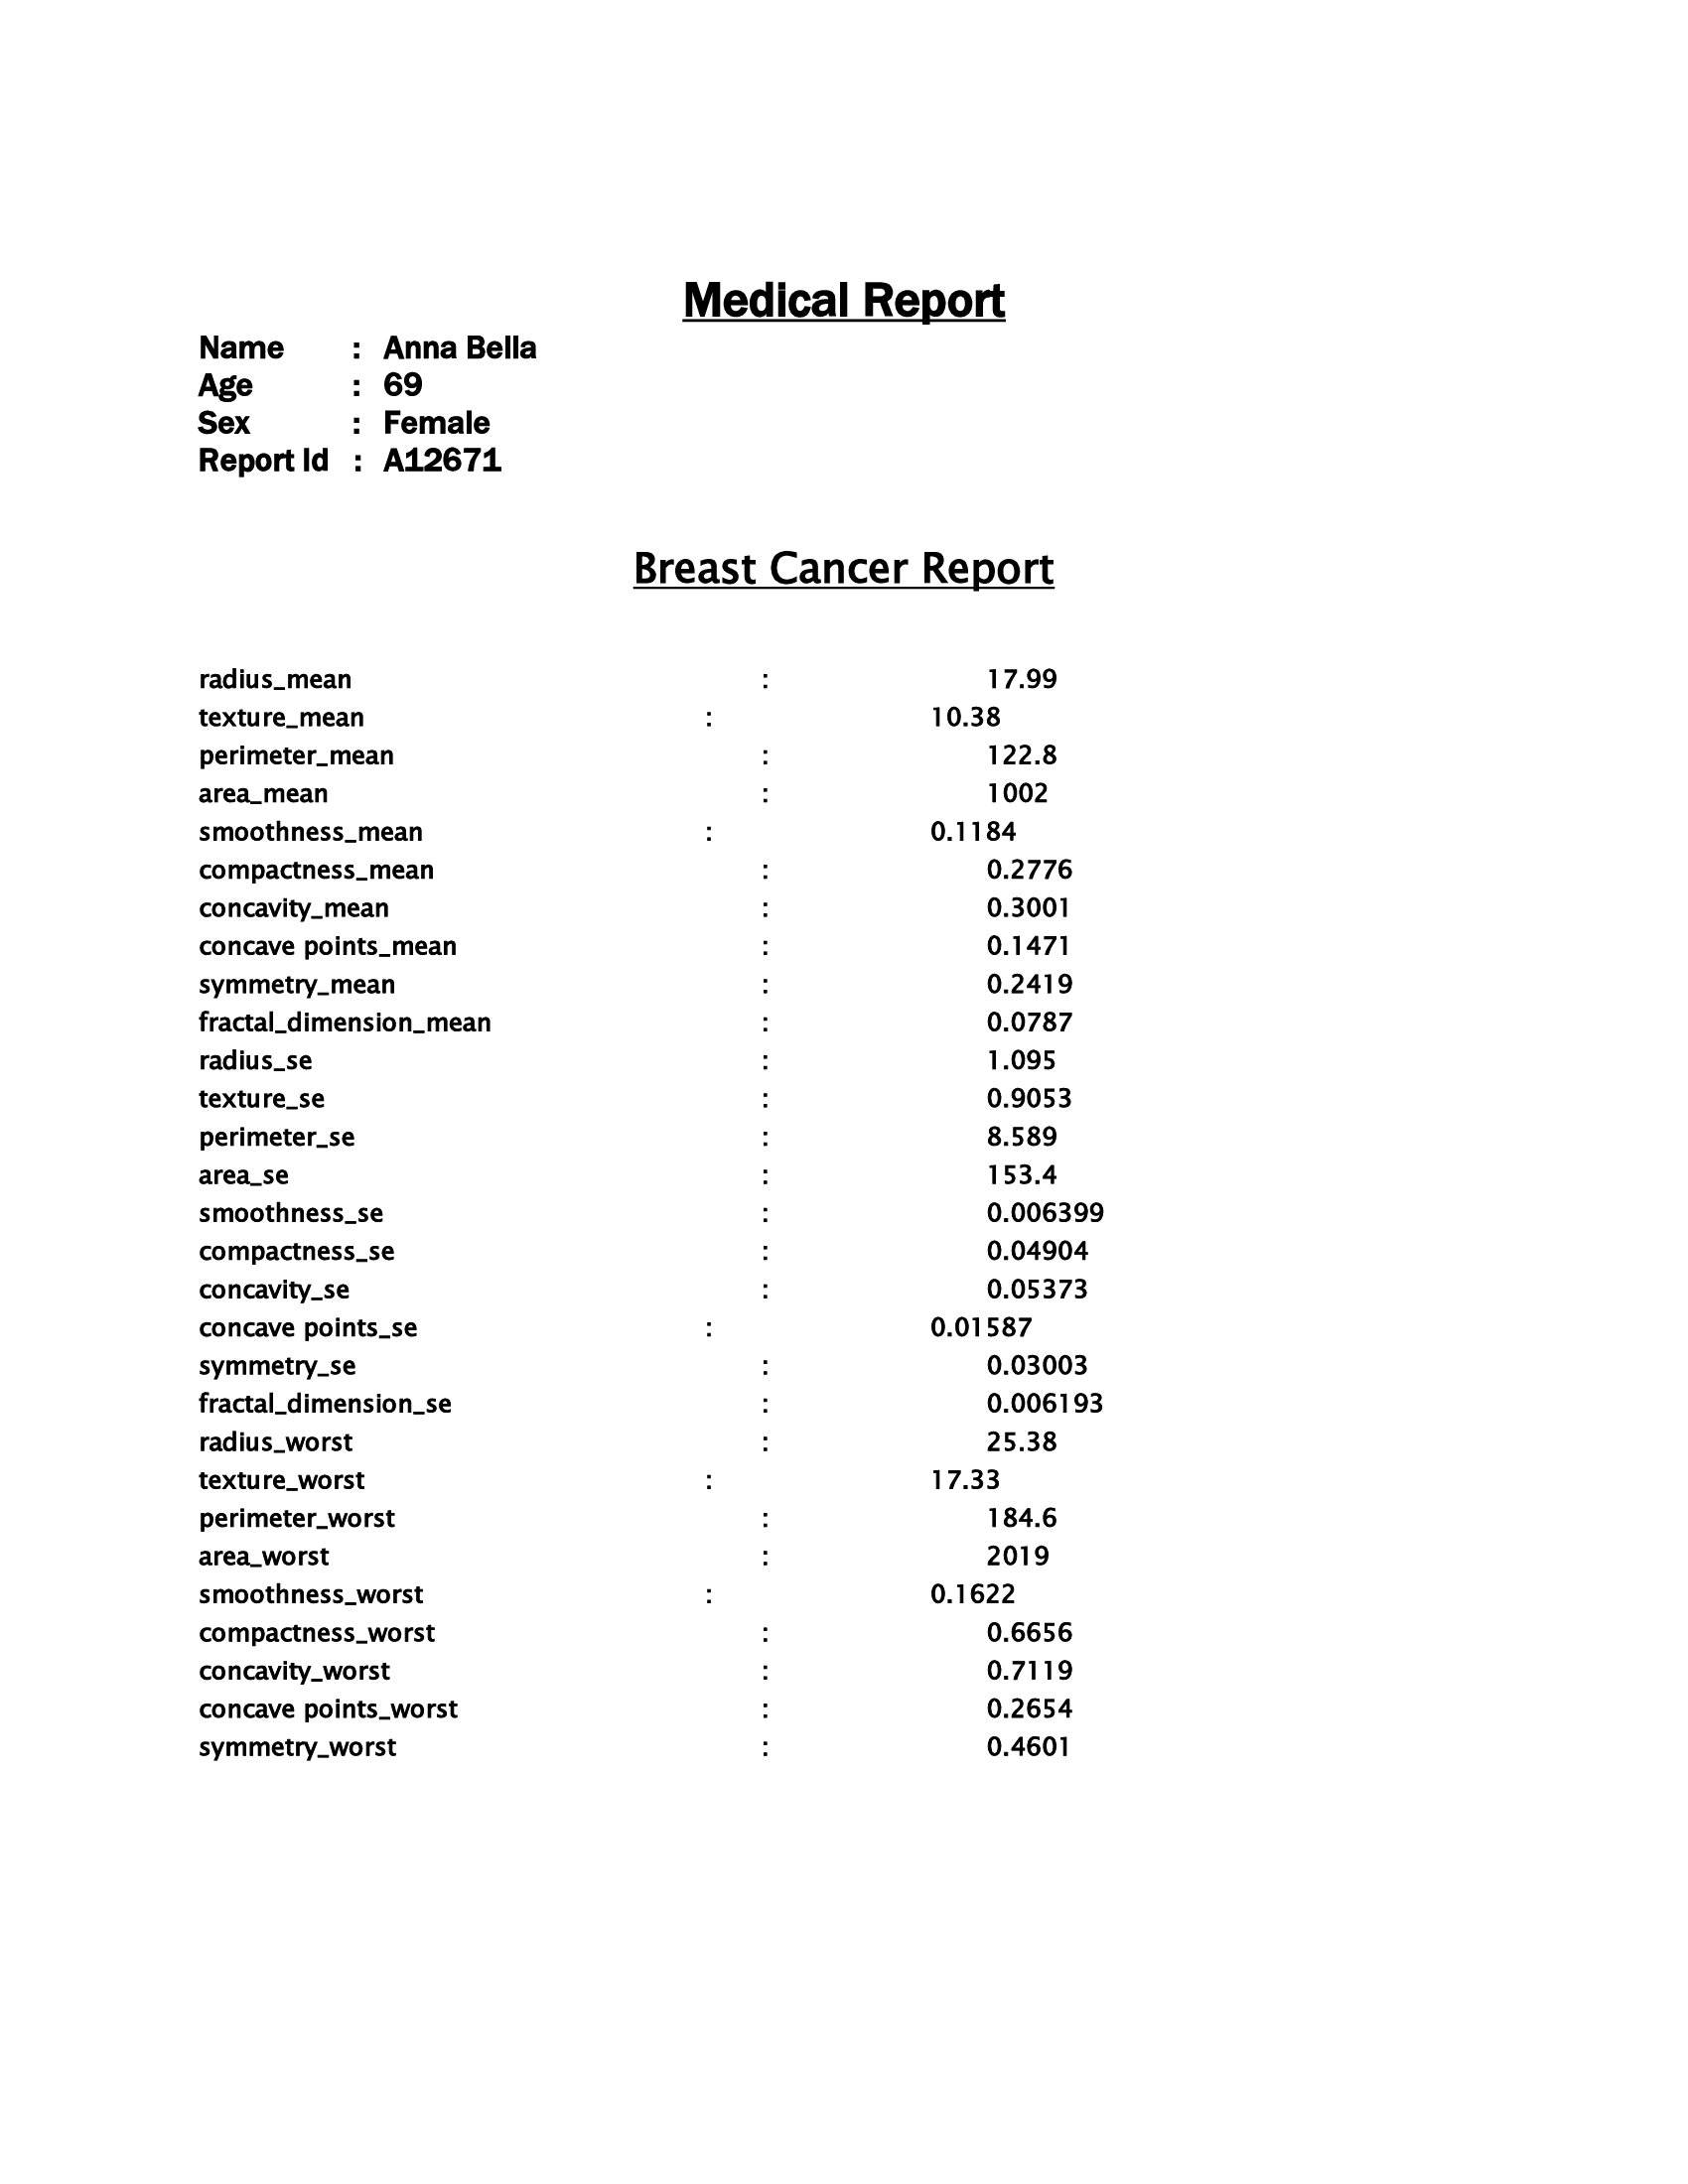 Medical Report
Name : Anna Bella
Age : 69
Sex : Female
Report Id : A12671
Breast Cancer Report
radius_mean : 17.99
texture_mean : 10.38
perimeter_mean : 122.8
area_mean : 1002
smoothness_mean : 0.1184
compactness_mean : 0.2776
concavity_mean : 0.3001
concave points_mean : 0.1471
symmetry_mean : 0.2419
fractal_dimension_mean : 0.0787
radius_se : 1.095
texture_se : 0.9053
perimeter_se : 8.589
area_se : 153.4
smoothness_se : 0.006399
compactness_se : 0.04904
concavity_se : 0.05373
concave points_se : 0.01587
symmetry_se : 0.03003
fractal_dimension_se : 0.006193
radius_worst : 25.38
texture_worst : 17.33
perimeter_worst : 184.6
area_worst : 2019
smoothness_worst : 0.1622
compactness_worst : 0.6656
concavity_worst : 0.7119
concave points_worst : 0.2654
symmetry_worst : 0.4601